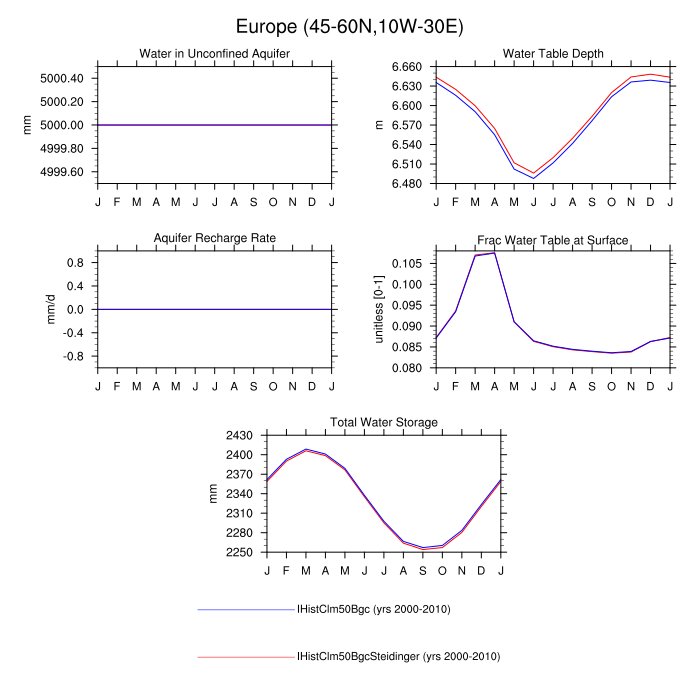 Europe (45-60N,10W-30E)
Water in Unconfined Aquifer
mm
5000.40
5000.20
5000.00
4999.80
4999.60
J F M A M J J A S O N D J
Water Table Depth
m
6.660
6.630
6.600
6.570
6.540
6.510
6.480
J F M A M J J A S O N D J
Aquifer Recharge Rate
mm/d
0.8
0.4
0.0
-0.4
-0.8
J F M A M J J A S O N D J
Frac Water Table at Surface
unitless [0-1]
0.105
0.100
0.095
0.090
0.085
0.080
J F M A M J J A S O N D J
Total Water Storage
mm
2430
2400
2370
2340
2310
2280
2250
J F M A M J J A S O N D J
IHistClm50Bgc (yrs 2000-2010)
IHistClm50BgcSteidinger (yrs 2000-2010)